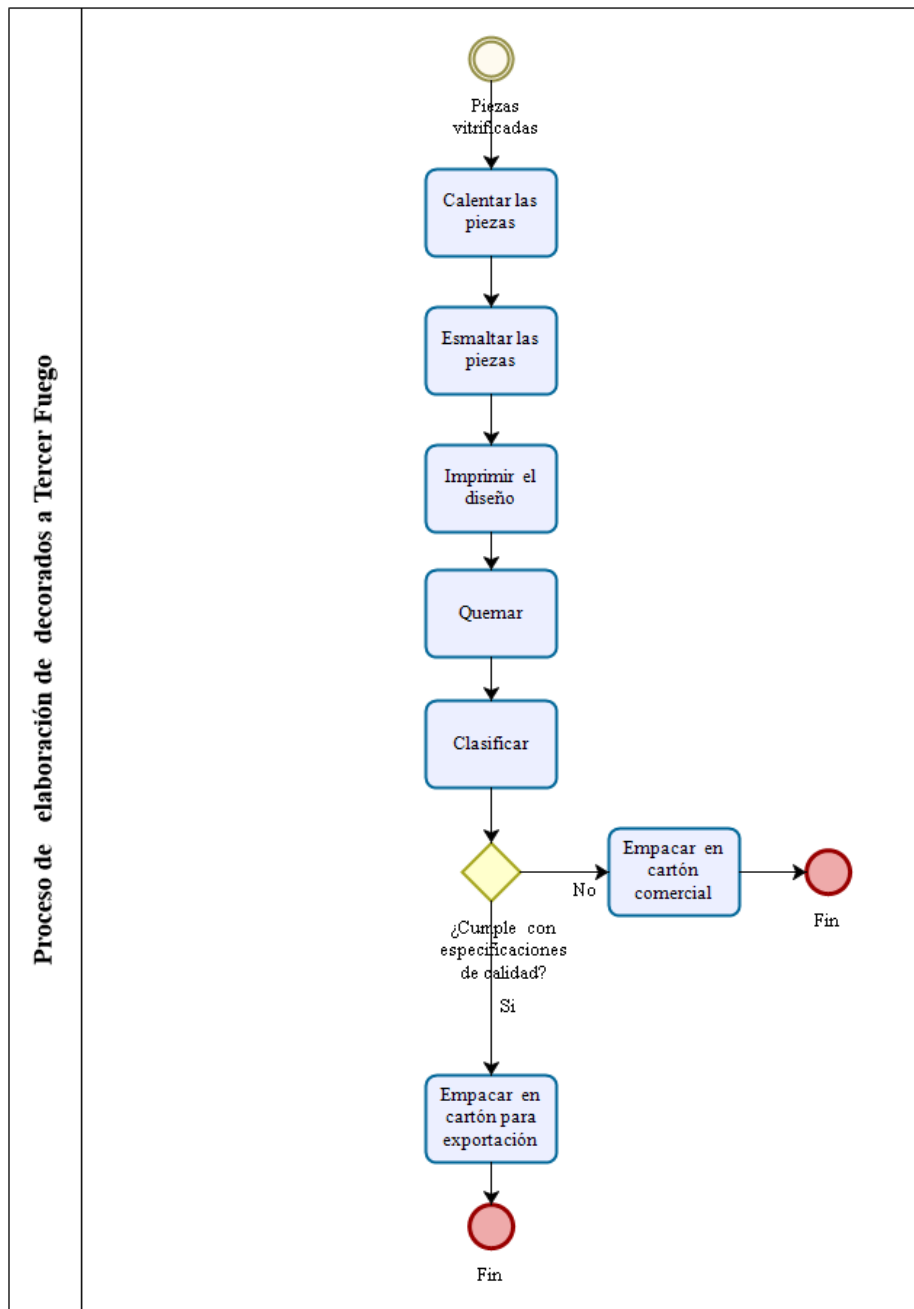 Proceso de elaboración de decorados a Tercer Fuego
Piezas
vitrificadas
Calentar las
piezas
Esmaltar las
piezas
Imprimir el
diseño
Quemar
Clasificar
Empacar en
cartón
comercial
No
Fin
¿Cumple con
especificaciones
de calidad?
Si
Empacar en
cartón para
exportación
Fin